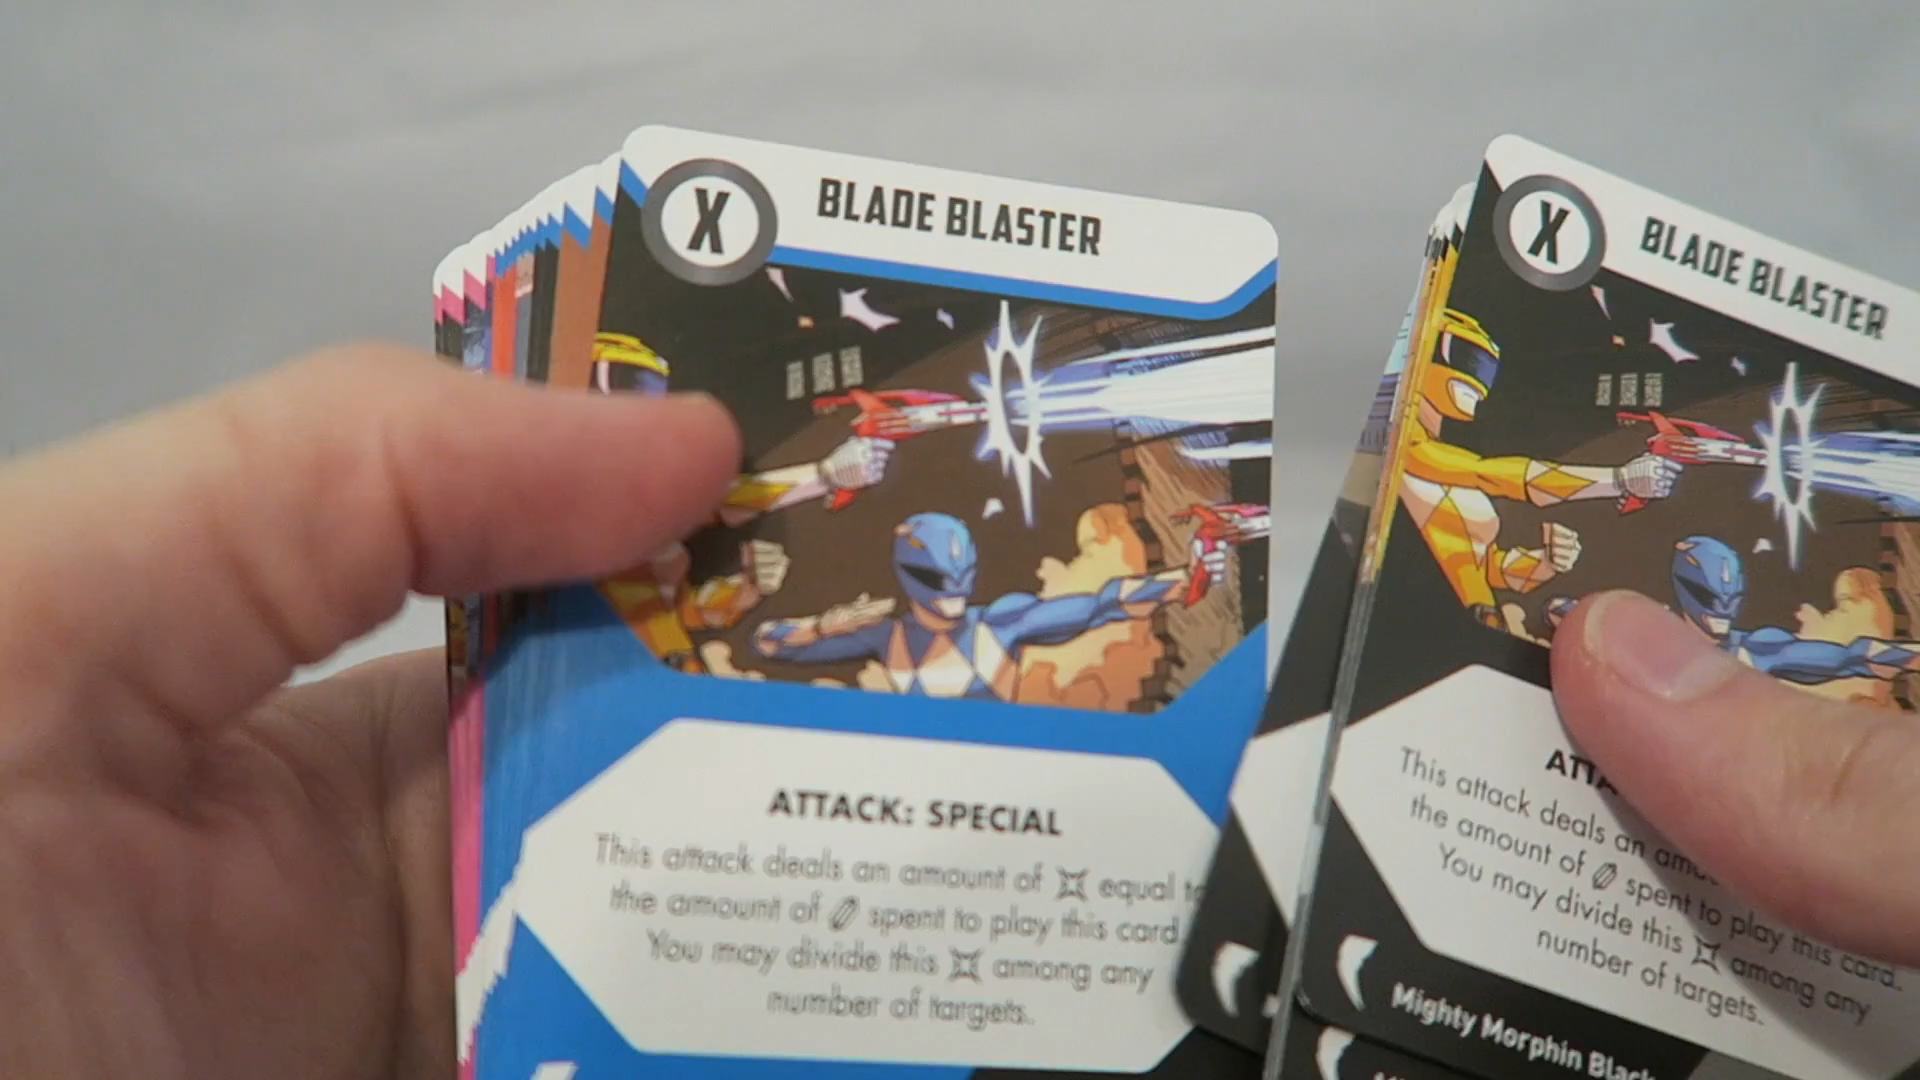 X
BLADE BLASTER
ATTACK: SPECIAL
This attack deals an amount of equal
the amount of spent to play this card
You may divide this among any
number of targets.
X
BLADE BLASTER
This attack deals an
the amount of spent to play this card.
You may divide this among any
number of targets.
Mighty Morphin Black